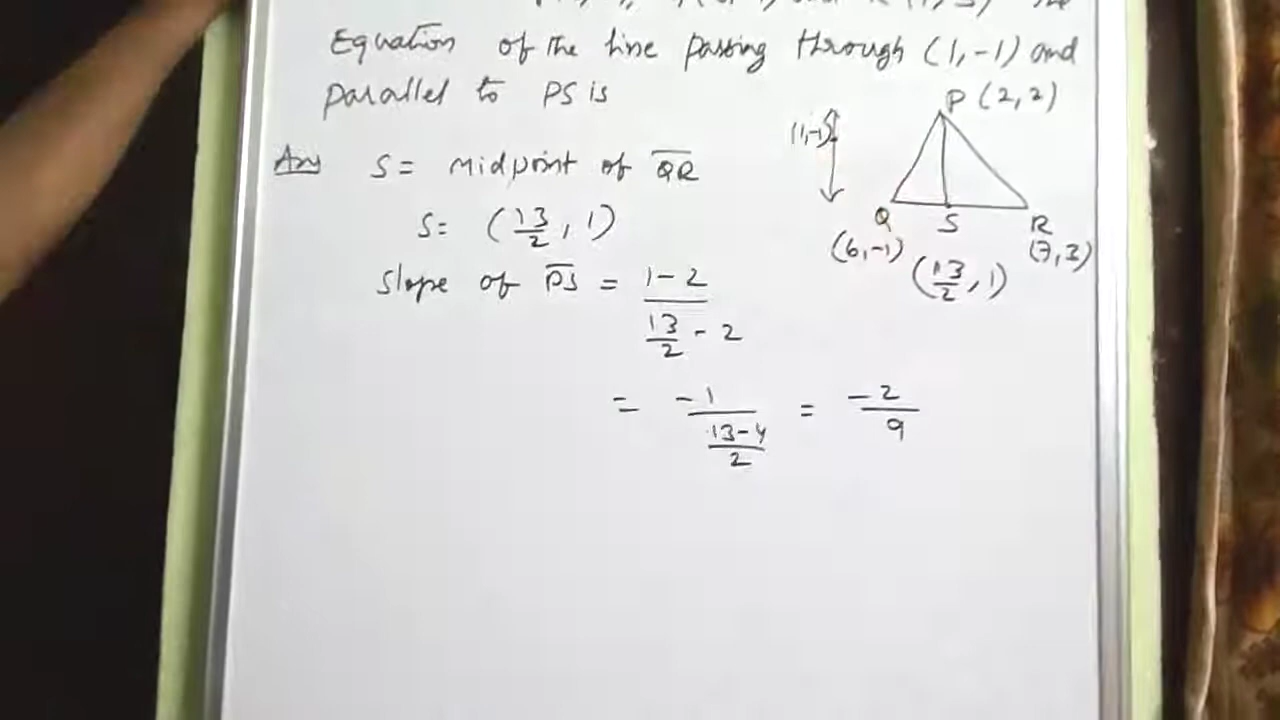 Equation of the line passing through (1,-1) and
parallel to PS is
P (2,2)
(1,-1)
Ans S = midpoint of QR
Q S R
S = (13/2, 1)
(6,-1) (13/2, 1) (7,3)
Slope of PS = 1-2
13/2 - 2
= -1 / (13-4)/2 = -2/9